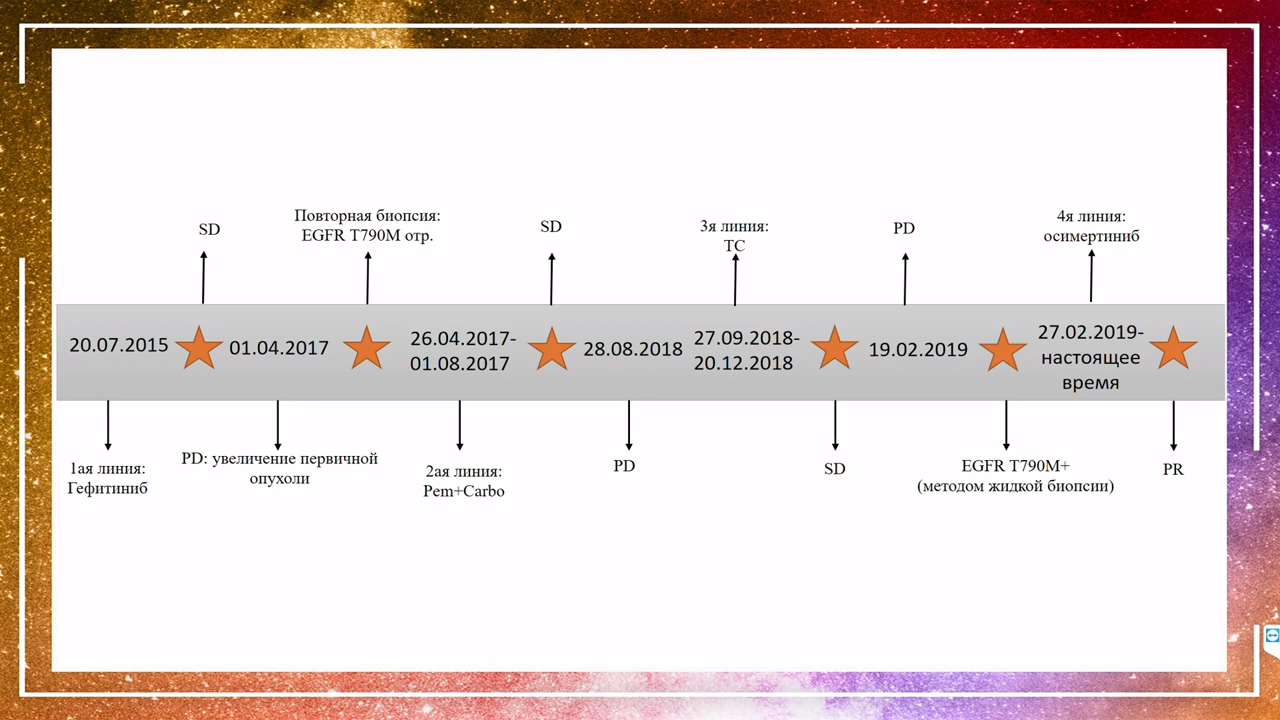 SD
Повторная биопсия:
EGFR T790M отр.
SD
3я линия:
ТС
PD
4я линия:
осимертиниб
20.07.2015
01.04.2017
26.04.2017-
01.08.2017
28.08.2018
27.09.2018-
20.12.2018
19.02.2019
27.02.2019-
настоящее
время
1ая линия:
Гефитиниб
PD: увеличение первичной
опухоли
2ая линия:
Pem+Carbo
PD
SD
EGFR T790M+
(методом жидкой биопсии)
PR